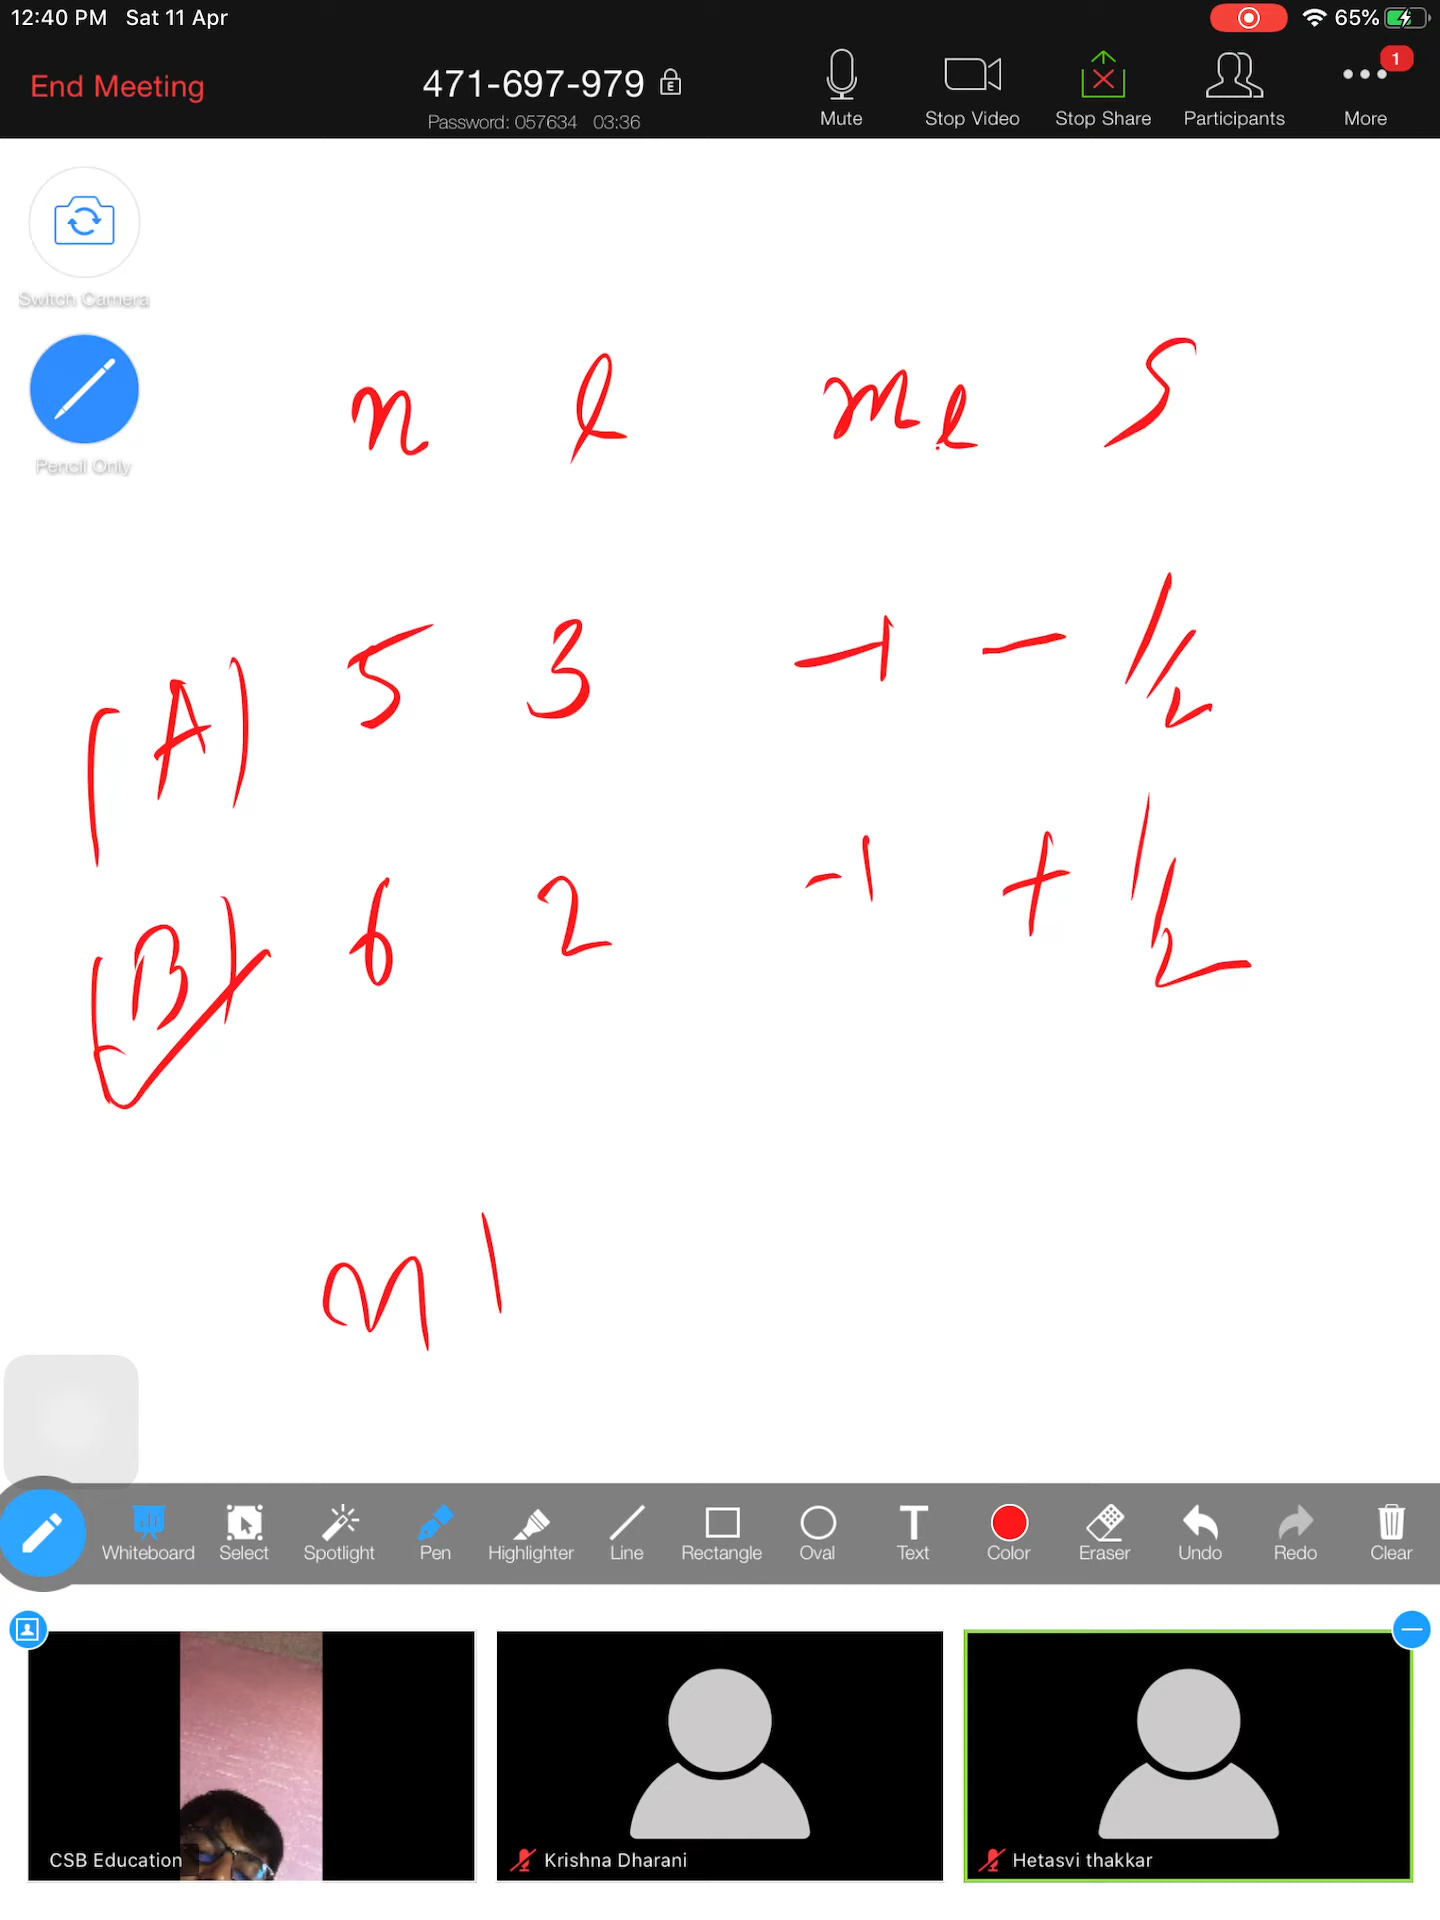 12:40 PM Sat 11 Apr 65%
End Meeting 471-697-979
Password: 057634 03:36
Mute Stop Video Stop Share Participants More 1
Switch Camera
Pencil Only
n l ml s
(A) 5 3 -1 - 1/2
(B) 6 2 -1 + 1/2
n l
Whiteboard Select Spotlight Pen Highlighter Line Rectangle Oval Text Color Eraser Undo Redo Clear
CSB Education Krishna Dharani Hetasvi thakkar